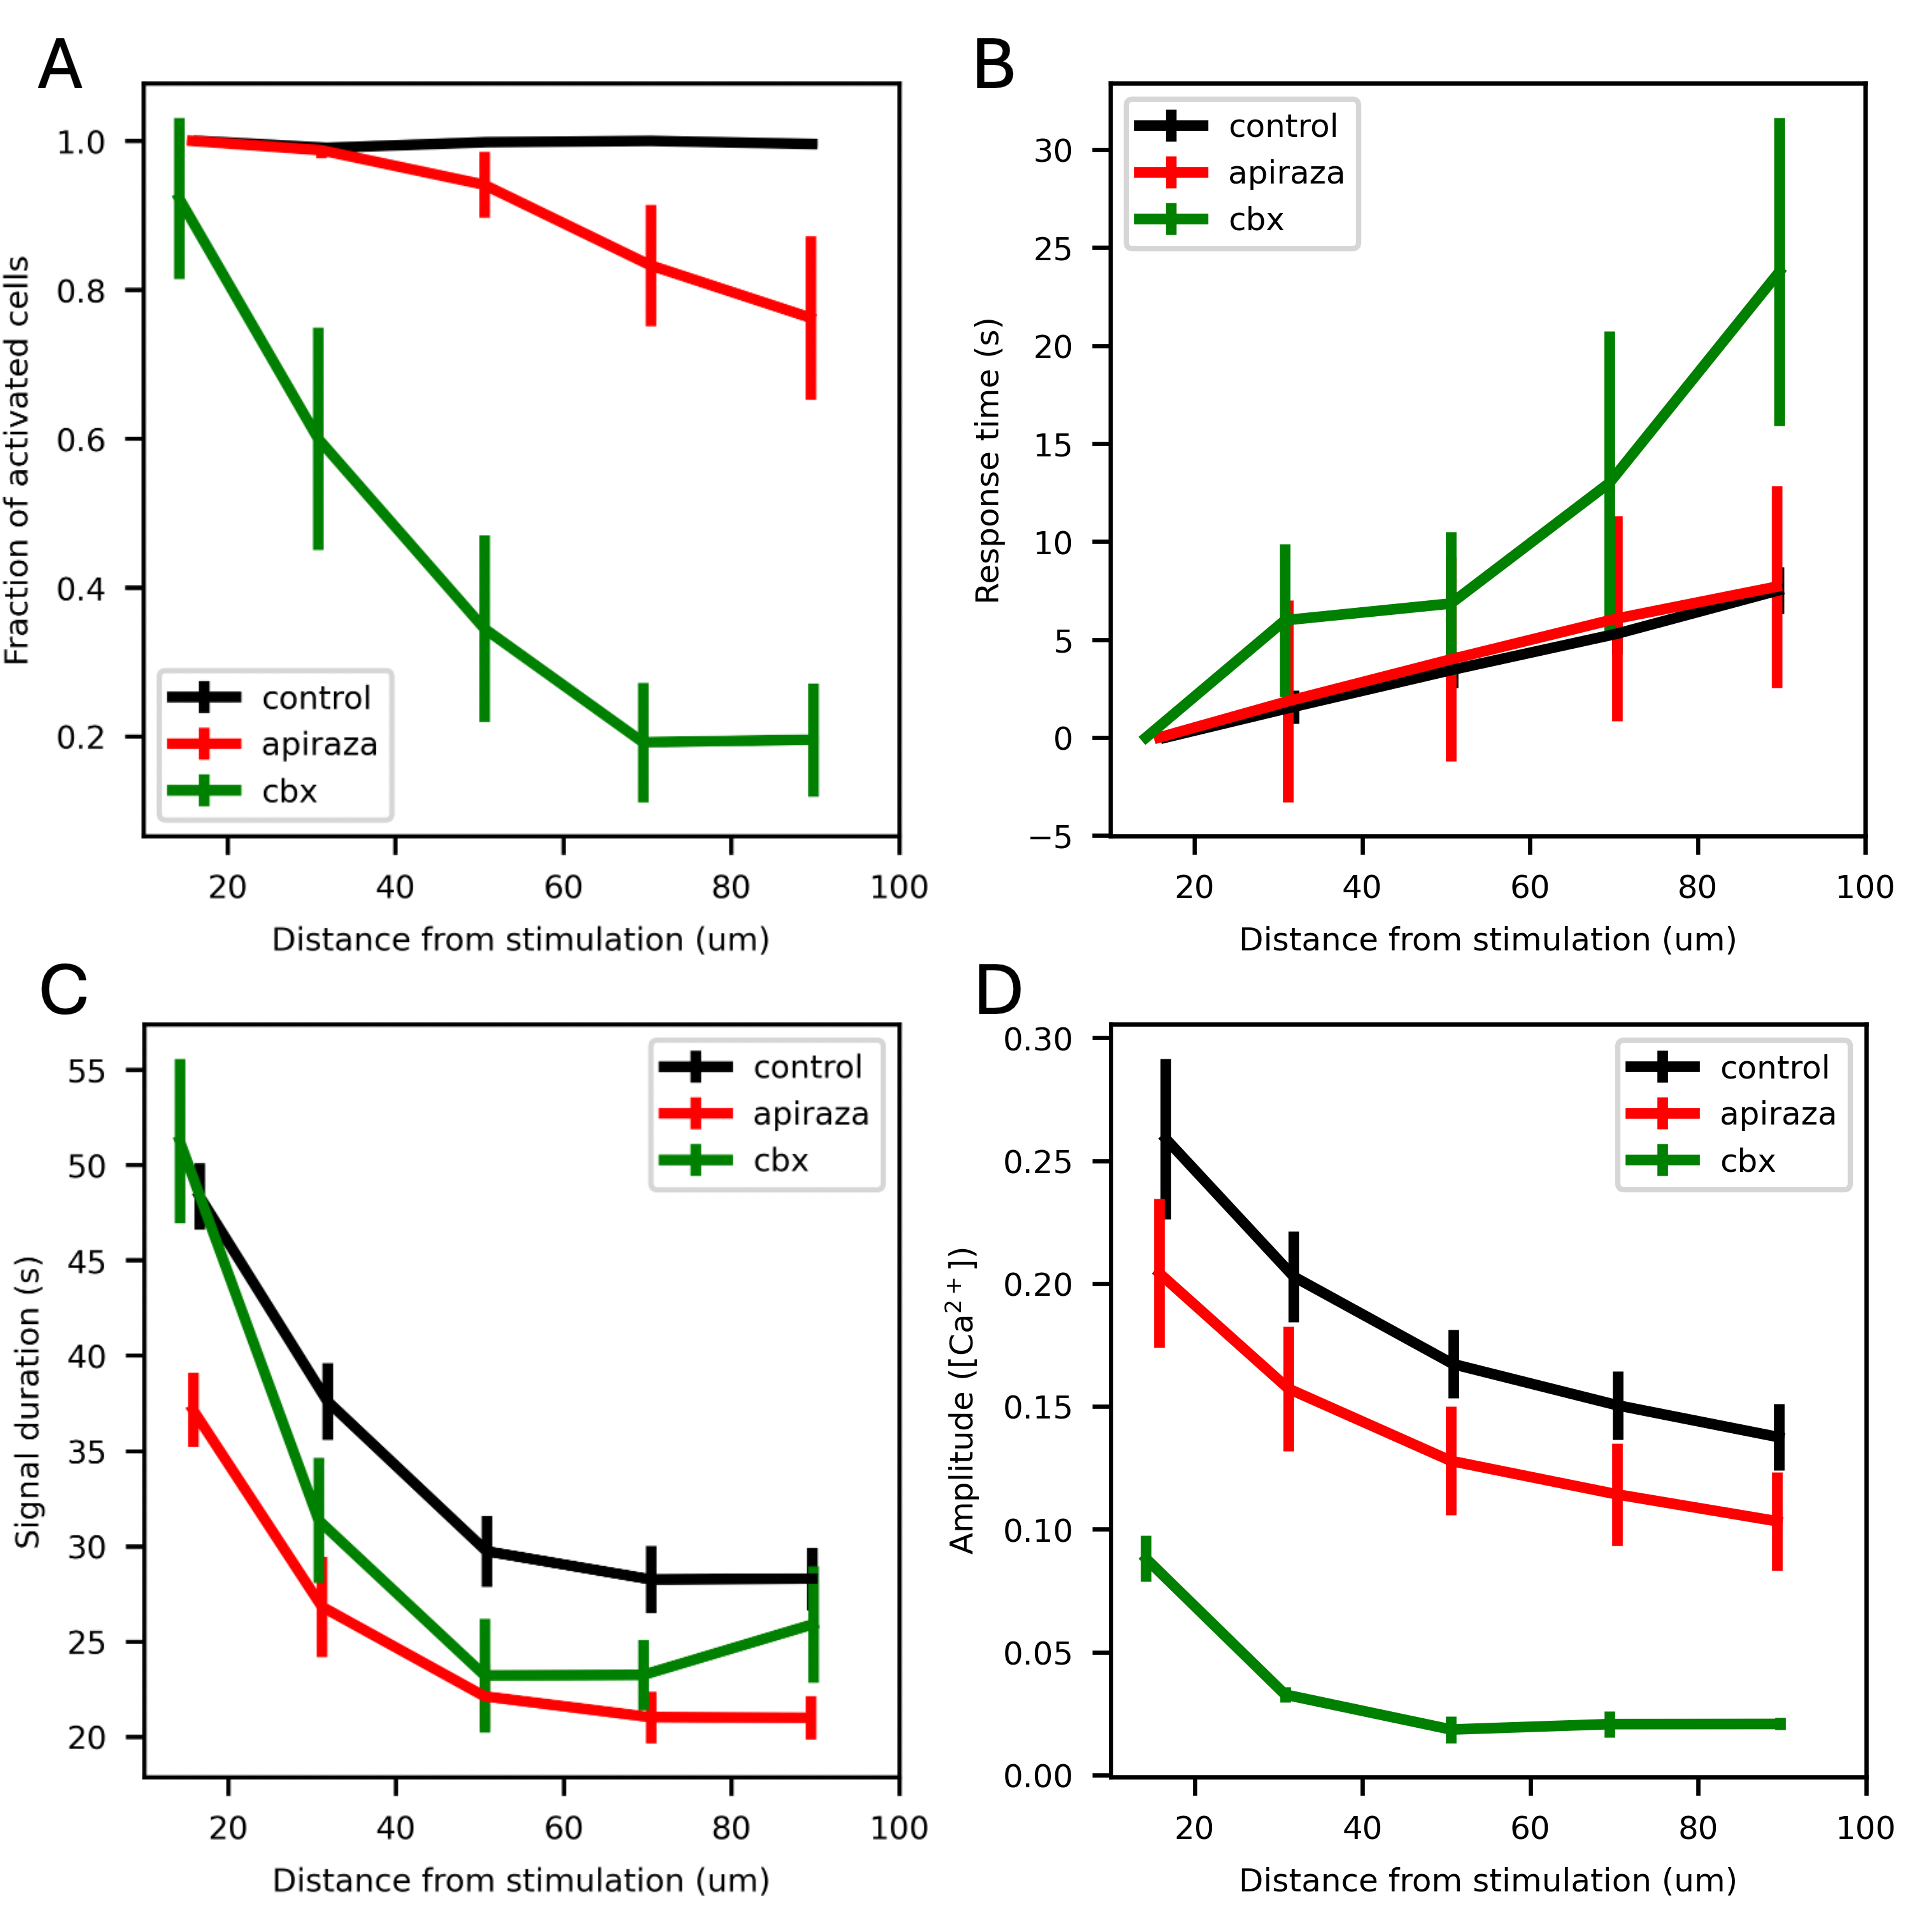 A
1.0
0.8
0.6
0.4
0.2
Fraction of activated cells
control
apiraza
cbx
20 40 60 80 100
Distance from stimulation (um)
B
30
25
20
15
10
5
0
−5
Response time (s)
control
apiraza
cbx
20 40 60 80 100
Distance from stimulation (um)
C
55
50
45
40
35
30
25
20
Signal duration (s)
control
apiraza
cbx
20 40 60 80 100
Distance from stimulation (um)
D
0.30
0.25
0.20
0.15
0.10
0.05
0.00
Amplitude ([Ca²⁺])
control
apiraza
cbx
20 40 60 80 100
Distance from stimulation (um)